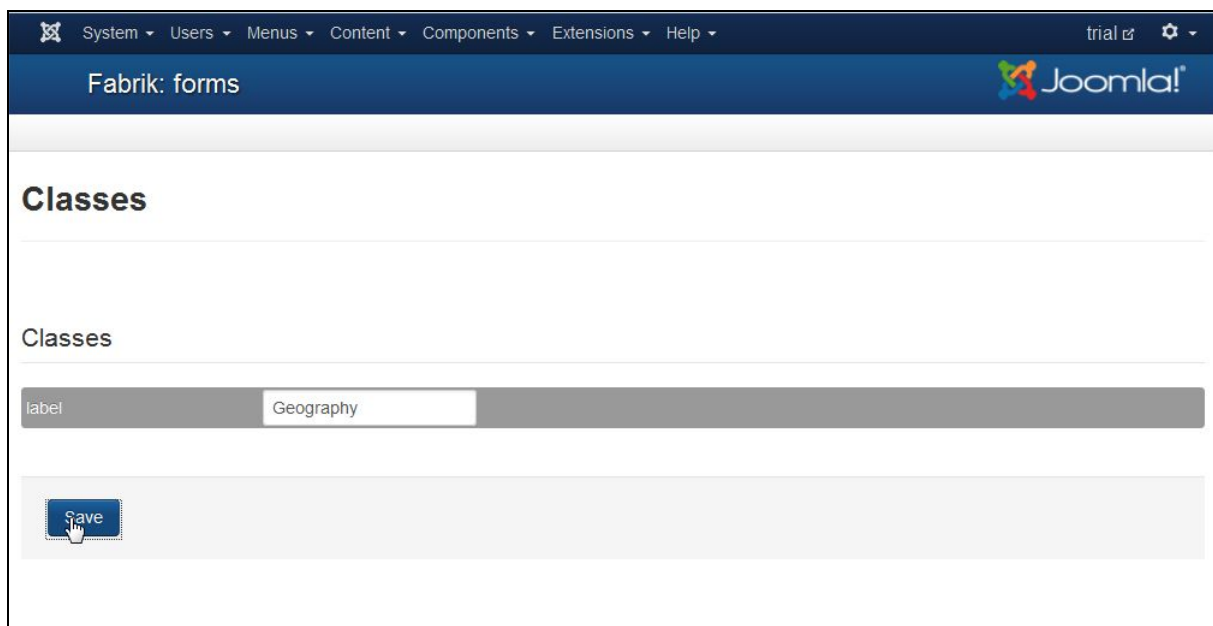 System Users Menus Content Components Extensions Help trial
Fabrik: forms Joomla!®
Classes
Classes
label Geography
Save